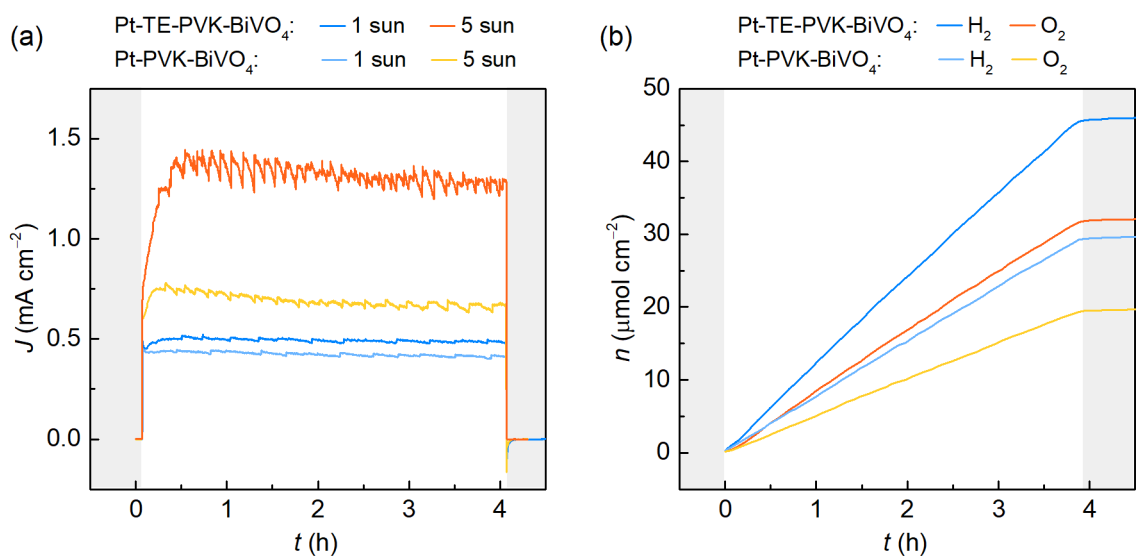 (a)
Pt-TE-PVK-BiVO₄: 1 sun 5 sun
Pt-PVK-BiVO₄: 1 sun 5 sun
J (mA cm⁻²)
1.5
1.0
0.5
0.0
0 1 2 3 4
t (h)
(b)
Pt-TE-PVK-BiVO₄: H₂ O₂
Pt-PVK-BiVO₄: H₂ O₂
n (μmol cm⁻²)
50
40
30
20
10
0
0 1 2 3 4
t (h)